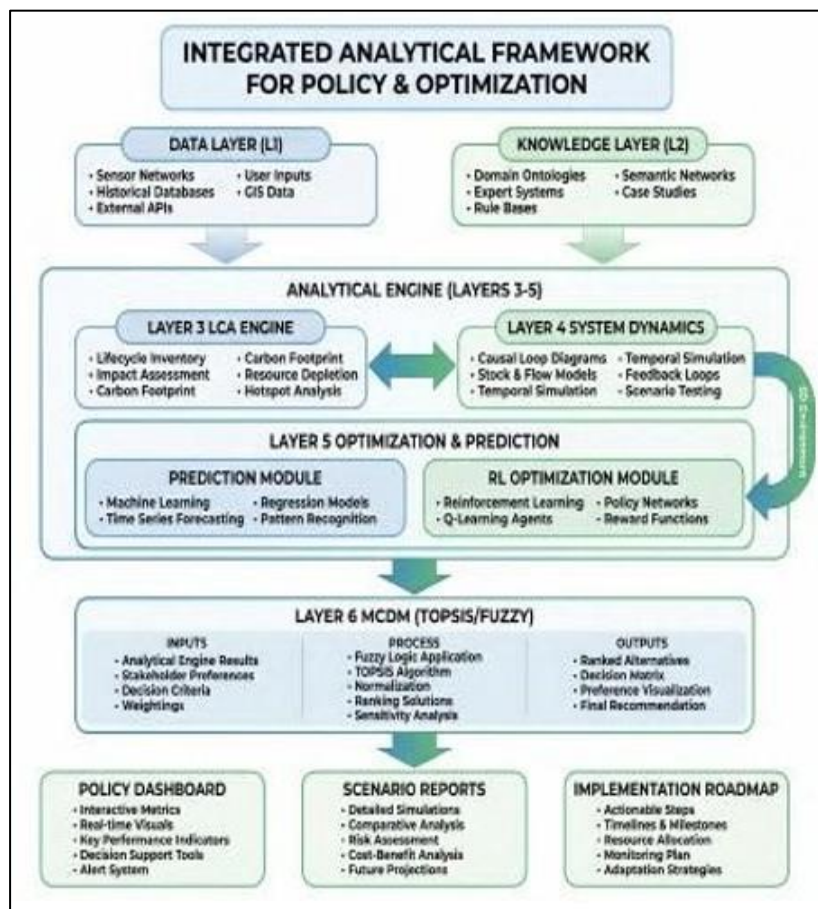 INTEGRATED ANALYTICAL FRAMEWORK
FOR POLICY & OPTIMIZATION
DATA LAYER (L1)
• Sensor Networks
• Historical Databases
• External APIs
• User Inputs
• GIS Data
KNOWLEDGE LAYER (L2)
• Domain Ontologies
• Expert Systems
• Rule Bases
• Semantic Networks
• Case Studies
ANALYTICAL ENGINE (LAYERS 3-5)
LAYER 3 LCA ENGINE
• Lifecycle Inventory
• Impact Assessment
• Carbon Footprint
• Carbon Footprint
• Resource Depletion
• Hotspot Analysis
LAYER 4 SYSTEM DYNAMICS
• Causal Loop Diagrams
• Stock & Flow Models
• Temporal Simulation
• Temporal Simulation
• Feedback Loops
• Scenario Testing
LAYER 5 OPTIMIZATION & PREDICTION
PREDICTION MODULE
• Machine Learning
• Time Series Forecasting
• Regression Models
• Pattern Recognition
RL OPTIMIZATION MODULE
• Reinforcement Learning
• Q-Learning Agents
• Policy Networks
• Reward Functions
LAYER 6 MCDM (TOPSIS/FUZZY)
INPUTS
• Analytical Engine Results
• Stakeholder Preferences
• Decision Criteria
• Weightings
PROCESS
• Fuzzy Logic Application
• TOPSIS Algorithm
• Normalization
• Ranking Solutions
• Sensitivity Analysis
OUTPUTS
• Ranked Alternatives
• Decision Matrix
• Preference Visualization
• Final Recommendation
POLICY DASHBOARD
• Interactive Metrics
• Real-time Visuals
• Key Performance Indicators
• Decision Support Tools
• Alert System
SCENARIO REPORTS
• Detailed Simulations
• Comparative Analysis
• Risk Assessment
• Cost-Benefit Analysis
• Future Projections
IMPLEMENTATION ROADMAP
• Actionable Steps
• Timelines & Milestones
• Resource Allocation
• Monitoring Plan
• Adaptation Strategies